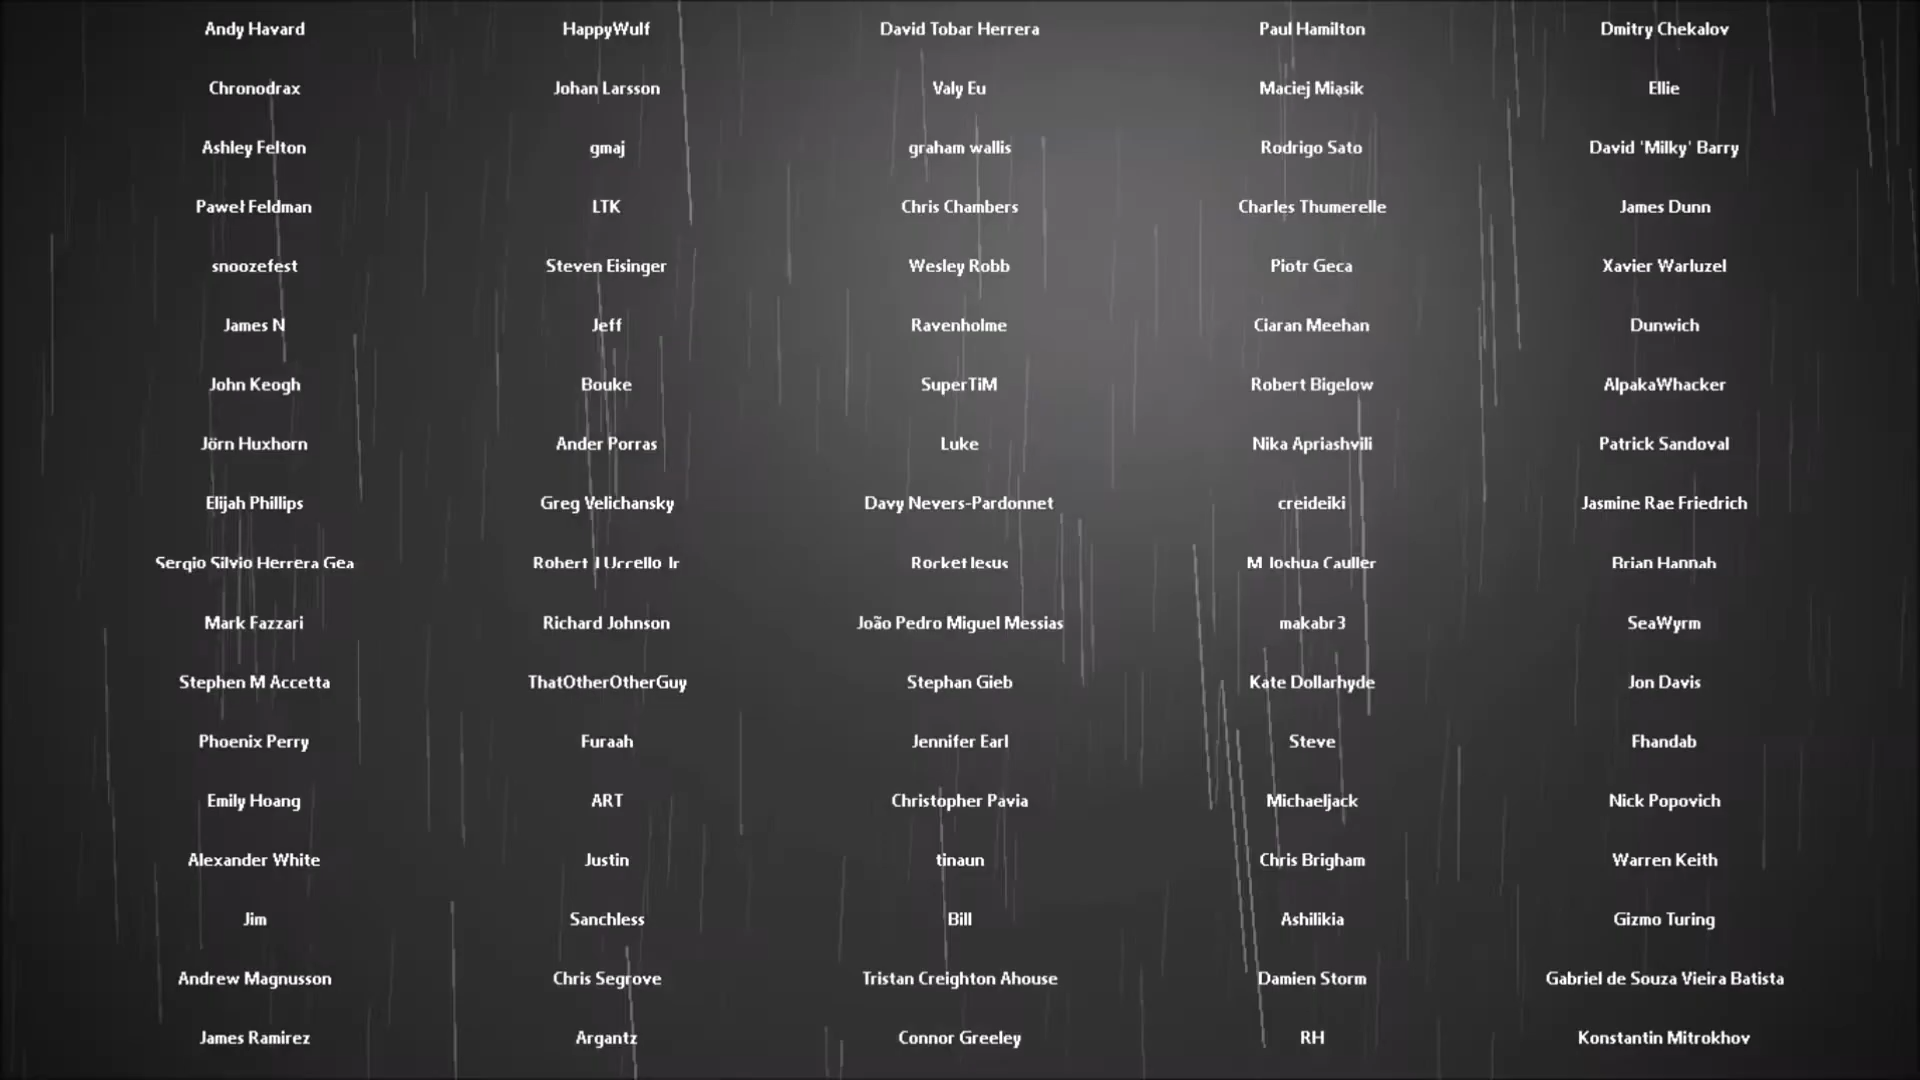 Andy Havard HappyWulf David Tobar Herrera Paul Hamilton Dmitry Chekalov
Chronodrax Johan Larsson Valy Eu Maciej Miąsik Ellie
Ashley Felton gmaj graham wallis Rodrigo Sato David 'Milky' Barry
Paweł Feldman LTK Chris Chambers Charles Thumerelle James Dunn
snoozefest Steven Eisinger Wesley Robb Piotr Geca Xavier Warluzel
James N Jeff Ravenholme Ciaran Meehan Dunwich
John Keogh Bouke SuperTiM Robert Bigelow AlpakaWhacker
Jörn Huxhorn Ander Porras Luke Nika Apriashvili Patrick Sandoval
Elijah Phillips Greg Velichansky Davy Nevers-Pardonnet creideiki Jasmine Rae Friedrich
Sergio Silvio Herrera Gea Robert J Urcello Jr RocketJesus M Joshua Cauller Brian Hannah
Mark Fazzari Richard Johnson João Pedro Miguel Messias makabr3 SeaWyrm
Stephen M Accetta ThatOtherOtherGuy Stephan Gieb Kate Dollarhyde Jon Davis
Phoenix Perry Furaah Jennifer Earl Steve Fhandab
Emily Hoang ART Christopher Pavia Michaeljack Nick Popovich
Alexander White Justin tinaun Chris Brigham Warren Keith
Jim Sanchless Bill Ashilikia Gizmo Turing
Andrew Magnusson Chris Segrove Tristan Creighton Ahouse Damien Storm Gabriel de Souza Vieira Batista
James Ramirez Argantz Connor Greeley RH Konstantin Mitrokhov